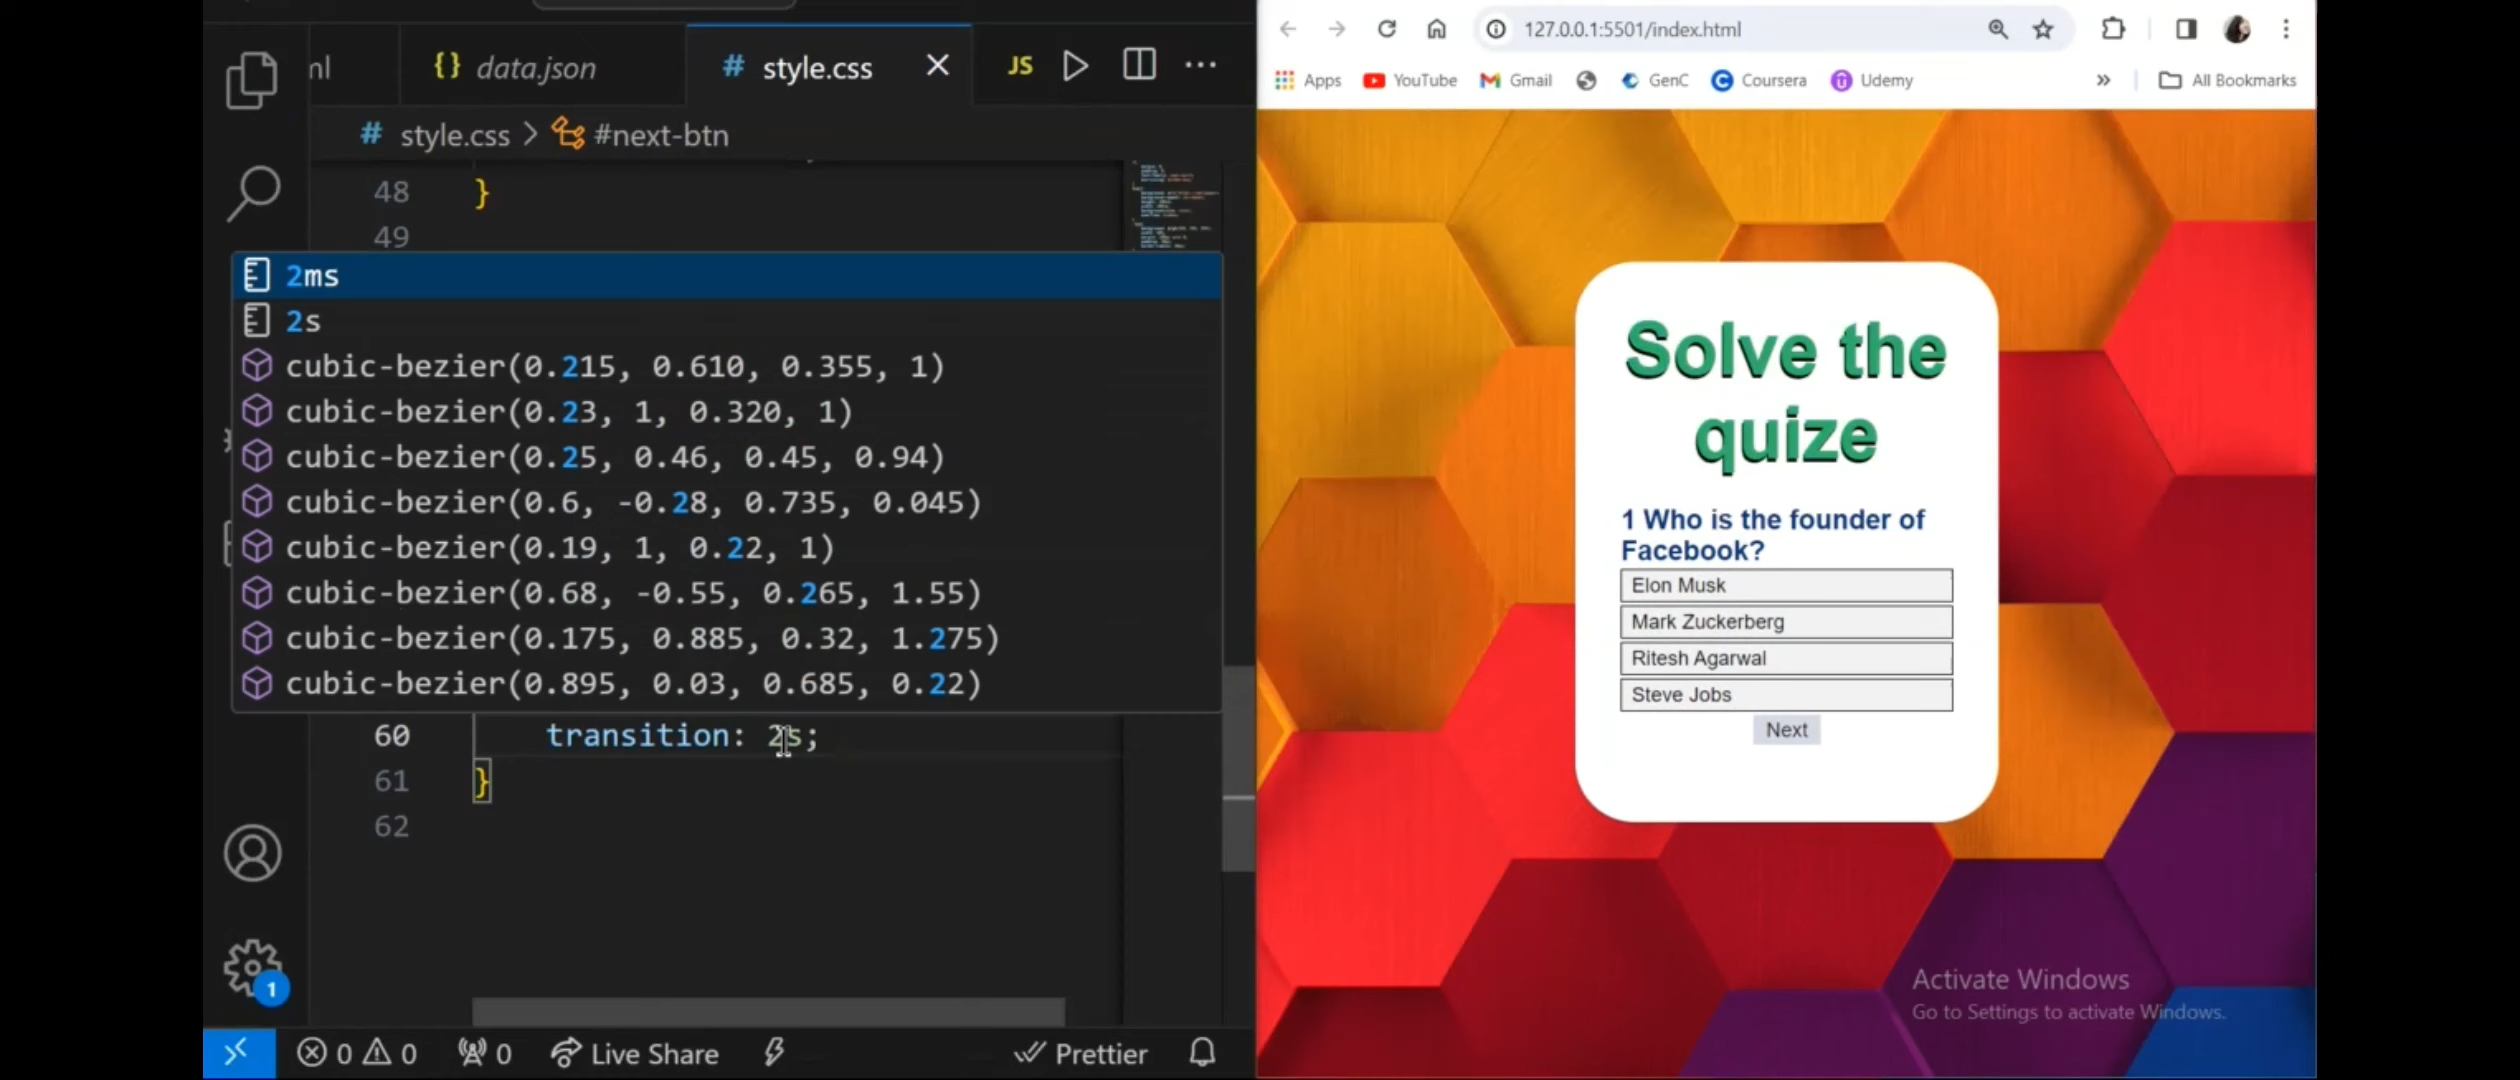 ml
{} data.json
# style.css
JS
# style.css > #next-btn
48 }
49
2ms
2s
cubic-bezier(0.215, 0.610, 0.355, 1)
cubic-bezier(0.23, 1, 0.320, 1)
cubic-bezier(0.25, 0.46, 0.45, 0.94)
cubic-bezier(0.6, -0.28, 0.735, 0.045)
cubic-bezier(0.19, 1, 0.22, 1)
cubic-bezier(0.68, -0.55, 0.265, 1.55)
cubic-bezier(0.175, 0.885, 0.32, 1.275)
cubic-bezier(0.895, 0.03, 0.685, 0.22)
60 transition: 2s;
61 }
62
1
0 0 0 Live Share Prettier
127.0.0.1:5501/index.html
Apps YouTube Gmail GenC Coursera Udemy » All Bookmarks
Solve the
quize
1 Who is the founder of
Facebook?
Elon Musk
Mark Zuckerberg
Ritesh Agarwal
Steve Jobs
Next
Activate Windows
Go to Settings to activate Windows.